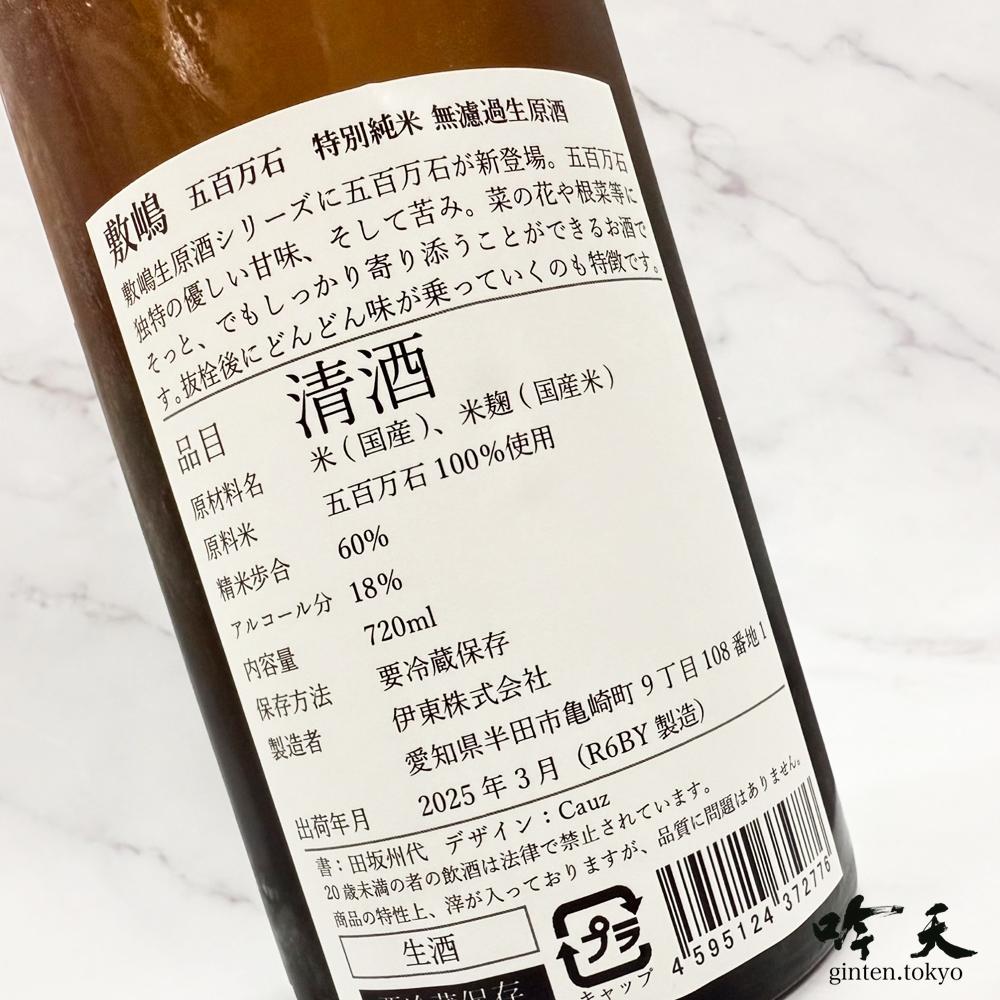 敷嶋 五百万石 特別純米 無濾過生原酒
敷嶋生原酒シリーズに五百万石が新登場。五百万石
独特の優しい甘味、そして苦み。菜の花や根菜等に
そっと、でもしっかり寄り添うことができるお酒で
す。抜栓後にどんどん味が乗っていくのも特徴です。
品目 清酒
原材料名 米(国産)、米麹(国産米)
原料米 五百万石100%使用
精米歩合 60%
アルコール分 18%
内容量 720ml
保存方法 要冷蔵保存
製造者 伊東株式会社
愛知県半田市亀崎町9丁目108番地1
出荷年月 2025年3月(R6BY製造)
書:田坂州代 デザイン:Cauz
20歳未満の者の飲酒は法律で禁止されています。
商品の特性上、滓が入っておりますが、品質に問題はありません。
生酒
要冷蔵保存
プラ
キャップ
4595124372776
吟天
ginten.tokyo